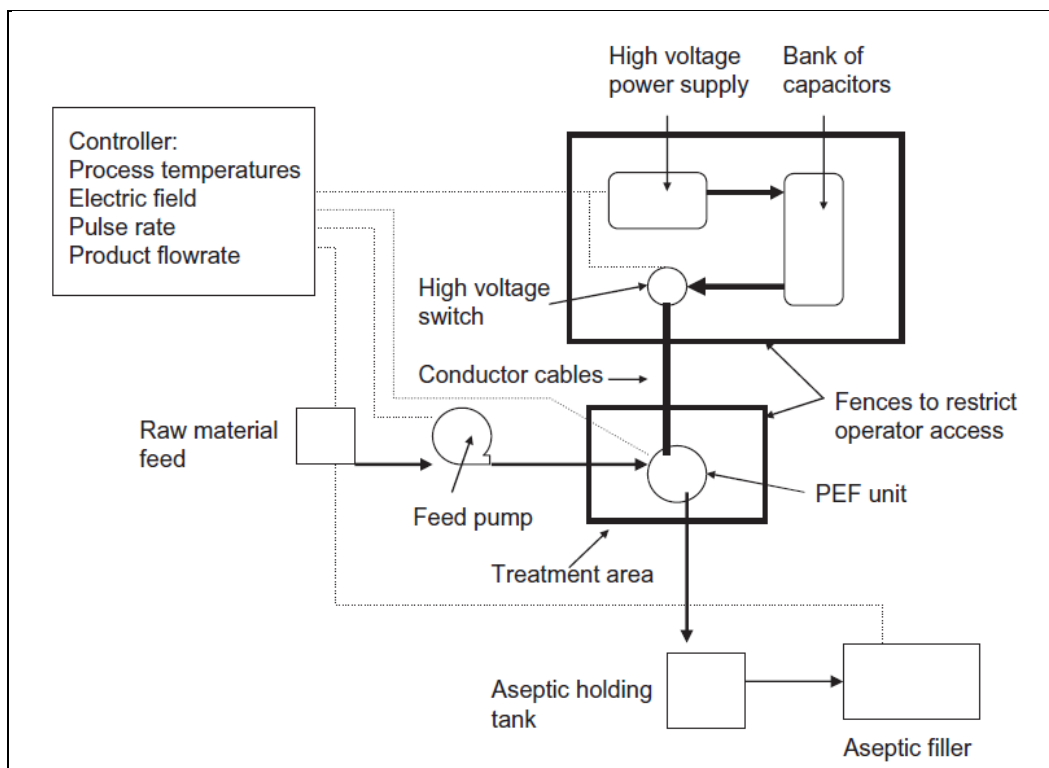 High voltage
power supply
Bank of
capacitors
Controller:
Process temperatures
Electric field
Pulse rate
Product flowrate
High voltage
switch
Conductor cables
Fences to restrict
operator access
Raw material
feed
Feed pump
PEF unit
Treatment area
Aseptic holding
tank
Aseptic filler